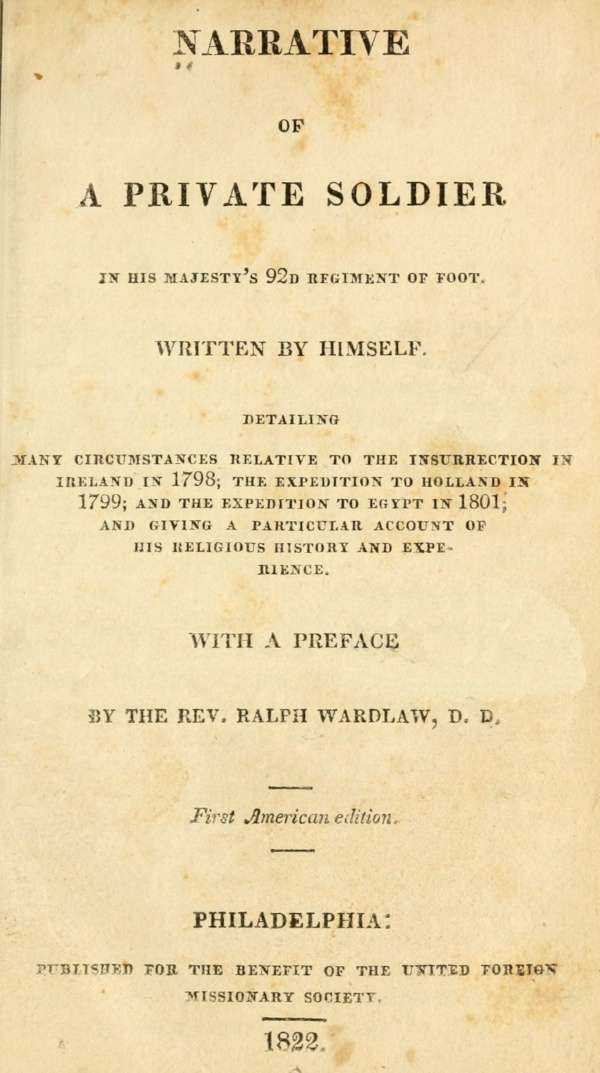 NARRATIVE
OF
A PRIVATE SOLDIER
IN HIS MAJESTY'S 92D REGIMENT OF FOOT.
WRITTEN BY HIMSELF.
DETAILING
MANY CIRCUMSTANCES RELATIVE TO THE INSURRECTION IN
IRELAND IN 1798; THE EXPEDITION TO HOLLAND IN
1799; AND THE EXPEDITION TO EGYPT IN 1801;
AND GIVING A PARTICULAR ACCOUNT OF
HIS RELIGIOUS HISTORY AND EXPE-
RIENCE.
WITH A PREFACE
BY THE REV. RALPH WARDLAW, D. D.
First American edition.
PHILADELPHIA:
PUBLISHED FOR THE BENEFIT OF THE UNITED FOREIGN
MISSIONARY SOCIETY.
1822.